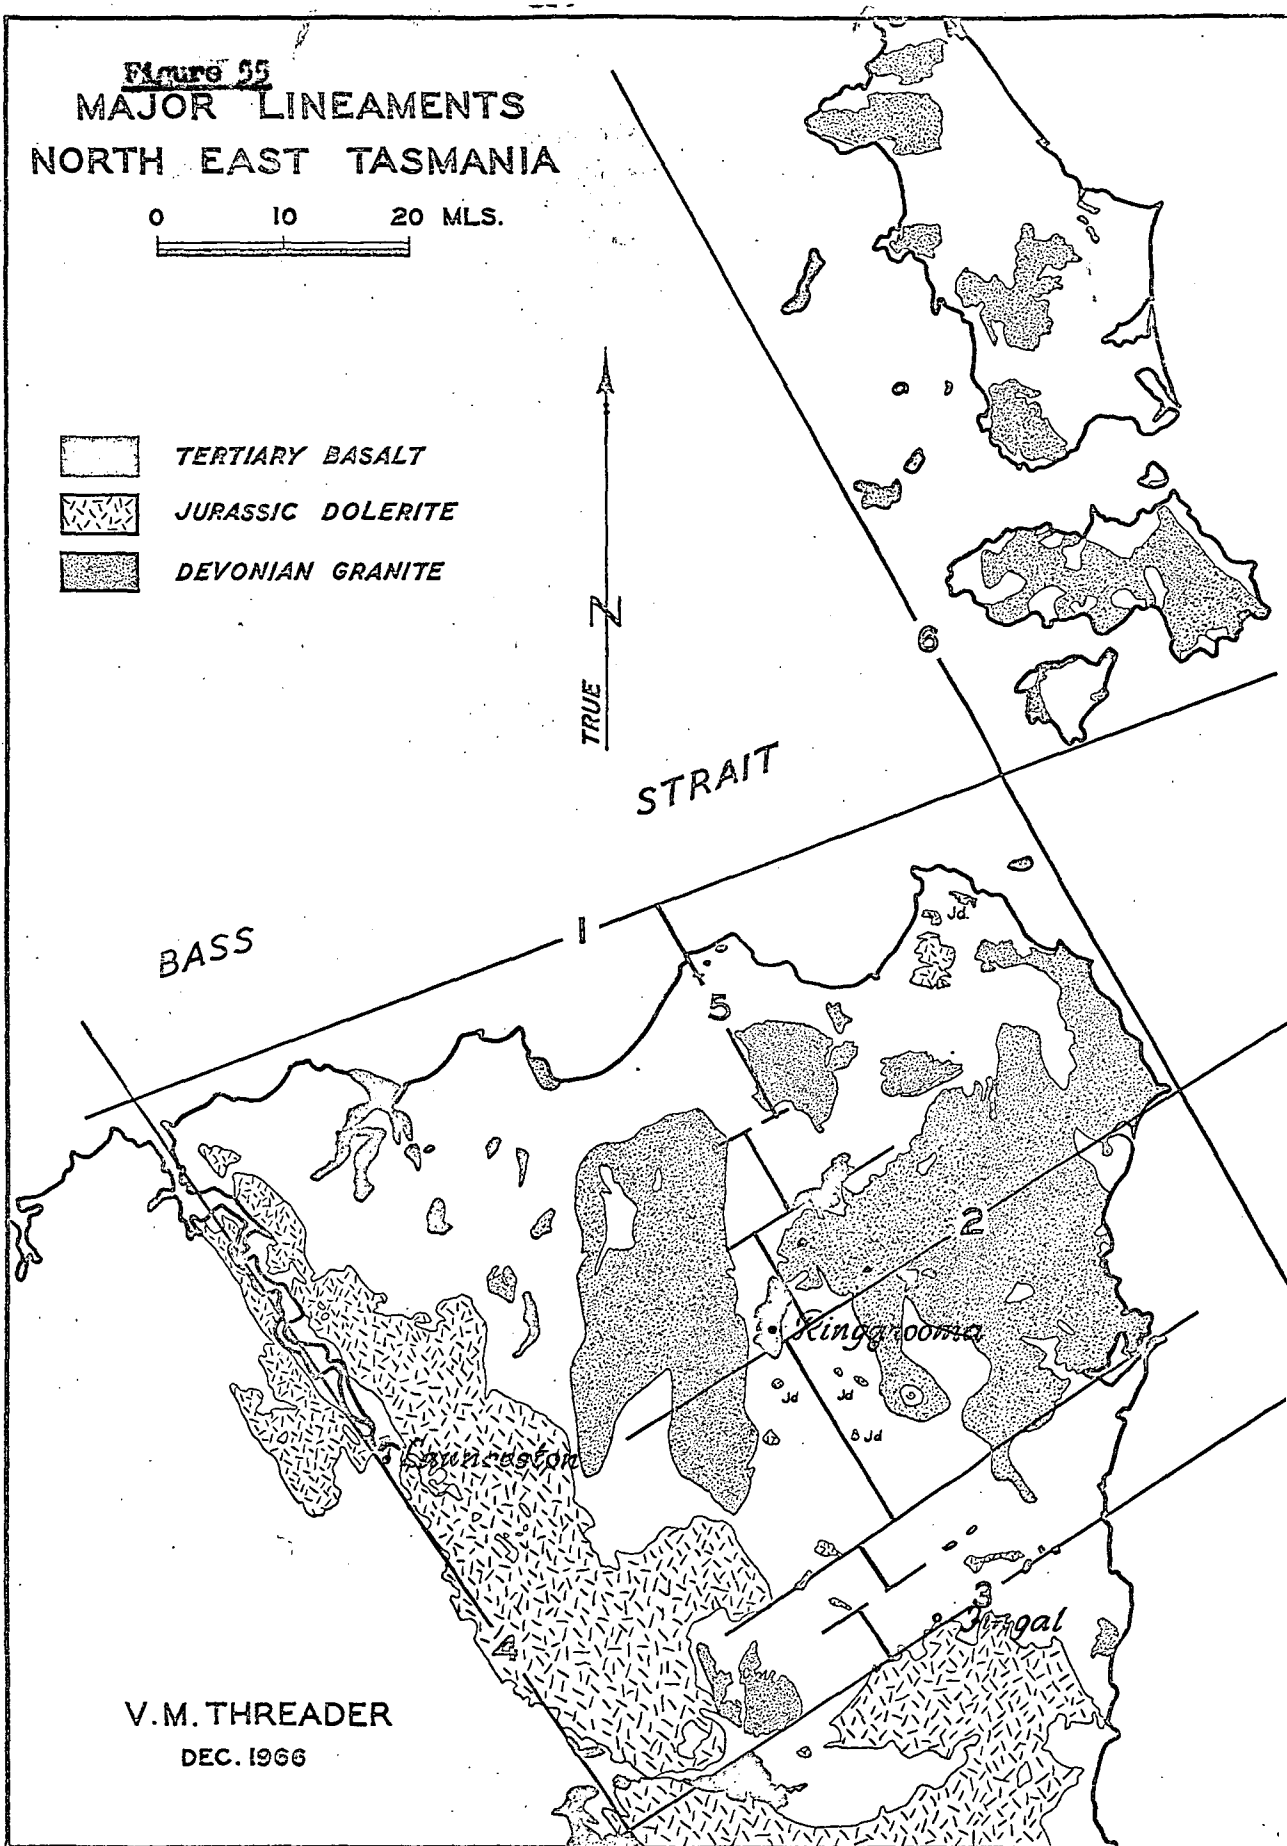 Figure 55
MAJOR LINEAMENTS
NORTH EAST TASMANIA
0 10 20 MLS.
TERTIARY BASALT
JURASSIC DOLERITE
DEVONIAN GRANITE
TRUE N
6
STRAIT
BASS
1
Jd.
5
2
Ringarooma
Jd
Jd
Jd
Launceston
3
Fingal
4
V.M. THREADER
DEC. 1966